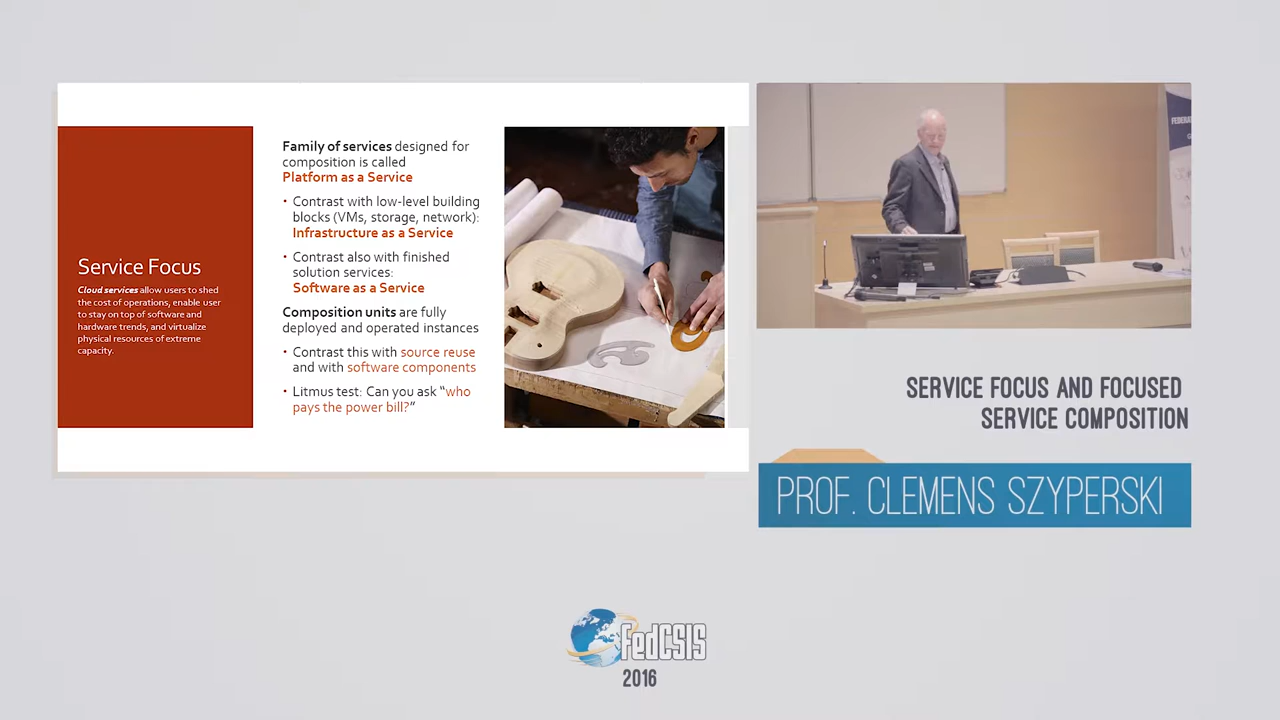 Service Focus
Cloud services allow users to shed
the cost of operations, enable user
to stay on top of software and
hardware trends, and virtualize
physical resources of extreme
capacity.
Family of services designed for
composition is called
Platform as a Service
• Contrast with low-level building
blocks (VMs, storage, network):
Infrastructure as a Service
• Contrast also with finished
solution services:
Software as a Service
Composition units are fully
deployed and operated instances
• Contrast this with source reuse
and with software components
• Litmus test: Can you ask “who
pays the power bill?”
SERVICE FOCUS AND FOCUSED
SERVICE COMPOSITION
PROF. CLEMENS SZYPERSKI
FedCSIS
2016